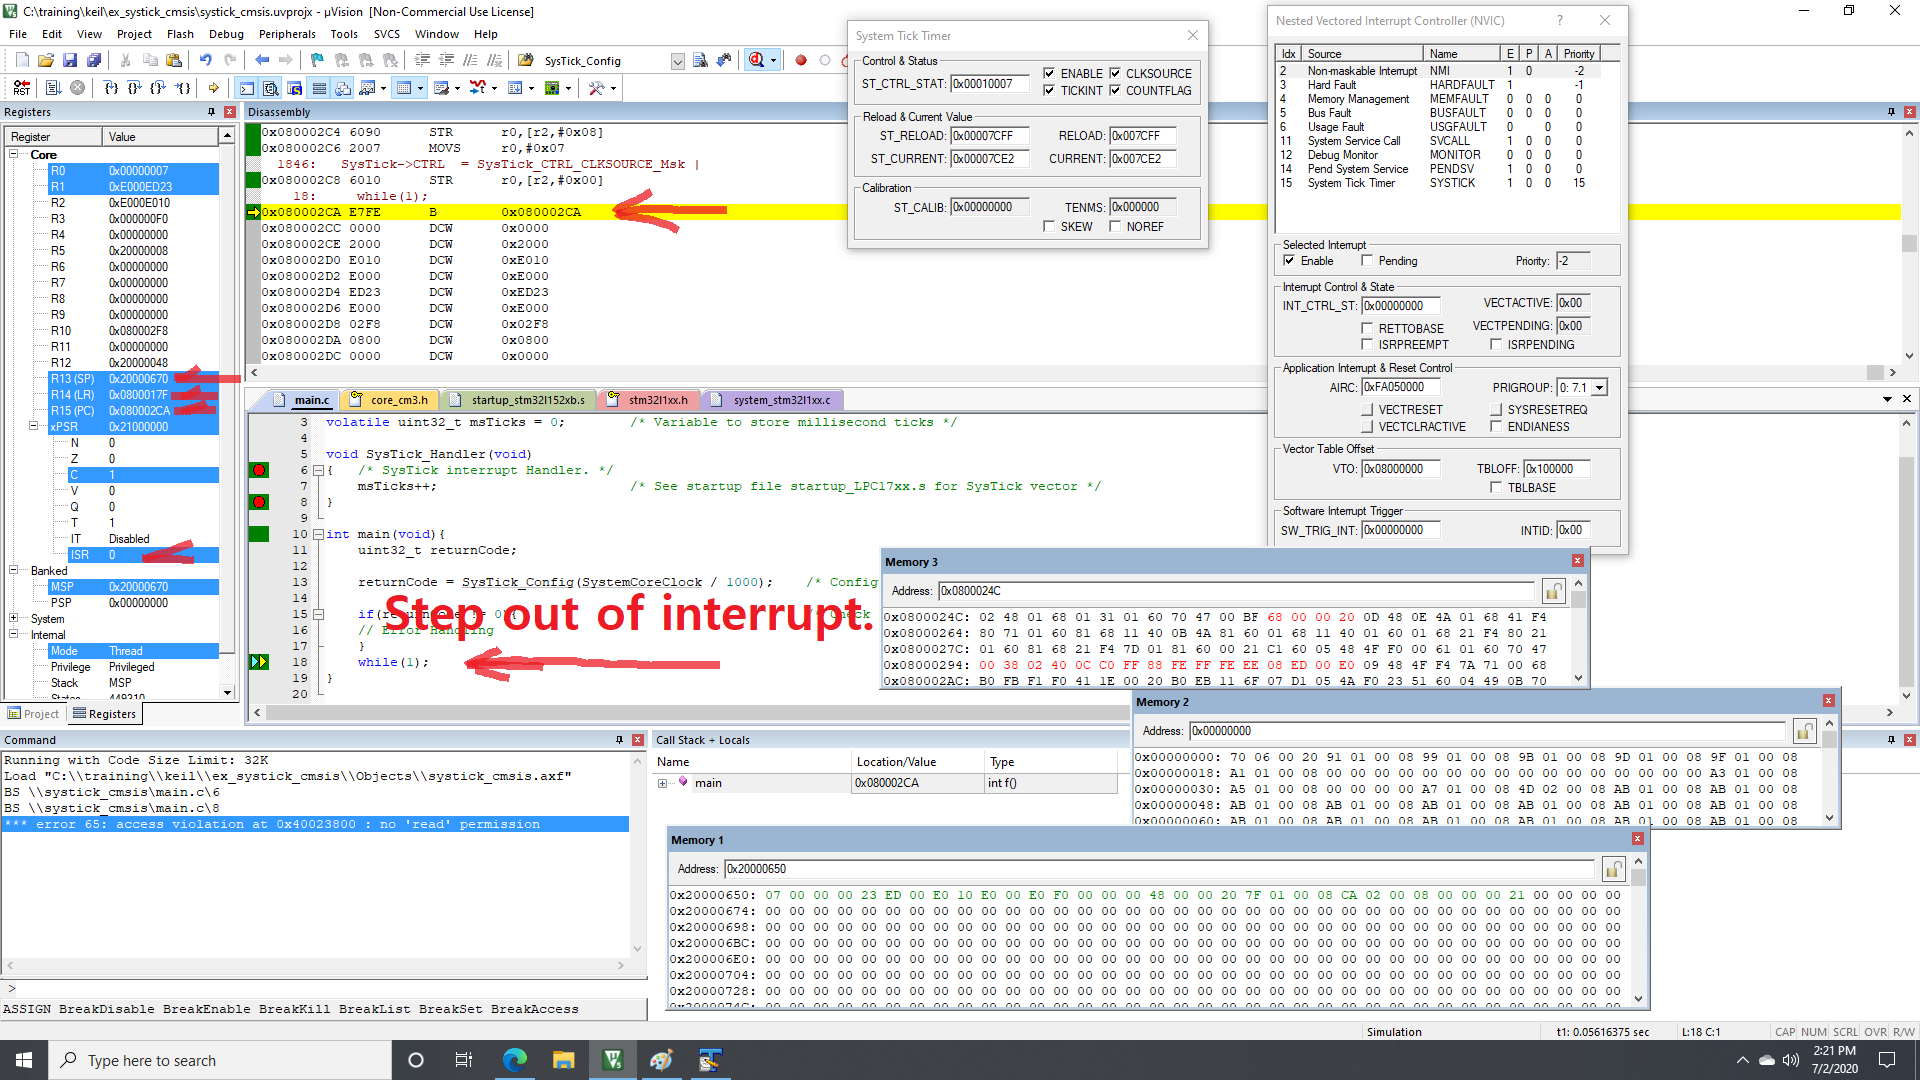 C:\training\keil\ex_systick_cmsis\systick_cmsis.uvprojx - µVision  [Non-Commercial Use License]
File Edit View Project Flash Debug Peripherals Tools SVCS Window Help
SysTick_Config
Registers
Register Value
Core
R0 0x00000007
R1 0xE000ED23
R2 0xE000E010
R3 0x000000F0
R4 0x00000000
R5 0x20000008
R6 0x00000000
R7 0x00000000
R8 0x00000000
R9 0x00000000
R10 0x080002F8
R11 0x00000000
R12 0x20000048
R13 (SP) 0x20000670
R14 (LR) 0x0800017F
R15 (PC) 0x080002CA
xPSR 0x21000000
N 0
Z 0
C 1
V 0
Q 0
T 1
IT Disabled
ISR 0
Banked
MSP 0x20000670
PSP 0x00000000
System
Internal
Mode Thread
Privilege Privileged
Stack MSP
States 449310
Project Registers
Disassembly
0x080002C4 6090 STR r0,[r2,#0x08]
0x080002C6 2007 MOVS r0,#0x07
1846: SysTick->CTRL  = SysTick_CTRL_CLKSOURCE_Msk |
0x080002C8 6010 STR r0,[r2,#0x00]
18: while(1);
0x080002CA E7FE B 0x080002CA
0x080002CC 0000 DCW 0x0000
0x080002CE 2000 DCW 0x2000
0x080002D0 E010 DCW 0xE010
0x080002D2 E000 DCW 0xE000
0x080002D4 ED23 DCW 0xED23
0x080002D6 E000 DCW 0xE000
0x080002D8 02F8 DCW 0x02F8
0x080002DA 0800 DCW 0x0800
0x080002DC 0000 DCW 0x0000
main.c core_cm3.h startup_stm32l152xb.s stm32l1xx.h system_stm32l1xx.c
3 volatile uint32_t msTicks = 0; /* Variable to store millisecond ticks */
4
5 void SysTick_Handler(void)
6 { /* SysTick interrupt Handler. */
7 msTicks++; /* See startup file startup_LPC17xx.s for SysTick vector */
8 }
9
10 int main(void){
11 uint32_t returnCode;
12
13 returnCode = SysTick_Config(SystemCoreClock / 1000); /* Config
14
15 if(returnCode != 0){ /* Check
16 // Error handling
17 }
18 while(1);
19 }
20
Step out of interrupt.
System Tick Timer
Control & Status
ST_CTRL_STAT: 0x00010007 ENABLE CLKSOURCE
TICKINT COUNTFLAG
Reload & Current Value
ST_RELOAD: 0x00007CFF RELOAD: 0x007CFF
ST_CURRENT: 0x00007CE2 CURRENT: 0x007CE2
Calibration
ST_CALIB: 0x00000000 TENMS: 0x000000
SKEW NOREF
Nested Vectored Interrupt Controller (NVIC)
Idx Source Name E P A Priority
2 Non-maskable Interrupt NMI 1 0 -2
3 Hard Fault HARDFAULT 1 -1
4 Memory Management MEMFAULT 0 0 0 0
5 Bus Fault BUSFAULT 0 0 0 0
6 Usage Fault USGFAULT 0 0 0 0
11 System Service Call SVCALL 1 0 0 0
12 Debug Monitor MONITOR 0 0 0 0
14 Pend System Service PENDSV 1 0 0 0
15 System Tick Timer SYSTICK 1 0 0 15
Selected Interrupt
Enable Pending Priority: -2
Interrupt Control & State
INT_CTRL_ST: 0x00000000 VECTACTIVE: 0x00
RETTOBASE VECTPENDING: 0x00
ISRPREEMPT ISRPENDING
Application Interrupt & Reset Control
AIRC: 0xFA050000 PRIGROUP: 0: 7.1
VECTRESET SYSRESETREQ
VECTCLRACTIVE ENDIANESS
Vector Table Offset
VTO: 0x08000000 TBLOFF: 0x100000
TBLBASE
Software Interrupt Trigger
SW_TRIG_INT: 0x00000000 INTID: 0x00
Memory 3
Address: 0x0800024C
0x0800024C: 02 48 01 68 01 31 01 60 70 47 00 BF 68 00 00 20 0D 48 0E 4A 01 68 41 F4
0x08000264: 80 71 01 60 81 68 11 40 0B 4A 81 60 01 68 11 40 01 60 01 68 21 F4 80 21
0x0800027C: 01 60 81 68 21 F4 7D 01 81 60 00 21 C1 60 05 48 4F F0 00 61 01 60 70 47
0x08000294: 00 38 02 40 0C C0 FF 88 FE FF FE EE 08 ED 00 E0 09 48 4F F4 7A 71 00 68
0x080002AC: B0 FB F1 F0 41 1E 00 20 B0 EB 11 6F 07 D1 05 4A F0 23 51 60 04 49 0B 70
Memory 2
Address: 0x00000000
0x00000000: 70 06 00 20 91 01 00 08 99 01 00 08 9B 01 00 08 9D 01 00 08 9F 01 00 08
0x00000018: A1 01 00 08 00 00 00 00 00 00 00 00 00 00 00 00 00 00 00 00 A3 01 00 08
0x00000030: A5 01 00 08 00 00 00 00 A7 01 00 08 4D 02 00 08 AB 01 00 08 AB 01 00 08
0x00000048: AB 01 00 08 AB 01 00 08 AB 01 00 08 AB 01 00 08 AB 01 00 08 AB 01 00 08
0x00000060: AB 01 00 08 AB 01 00 08 AB 01 00 08 AB 01 00 08 AB 01 00 08 AB 01 00 08
Command
Running with Code Size Limit: 32K
Load "C:\\training\\keil\\ex_systick_cmsis\\Objects\\systick_cmsis.axf"
BS \\systick_cmsis\main.c\6
BS \\systick_cmsis\main.c\8
*** error 65: access violation at 0x40023800 : no 'read' permission
>
ASSIGN BreakDisable BreakEnable BreakKill BreakList BreakSet BreakAccess
Call Stack + Locals
Name Location/Value Type
main 0x080002CA int f()
Memory 1
Address: 0x20000650
0x20000650: 07 00 00 00 23 ED 00 E0 10 E0 00 E0 F0 00 00 00 48 00 00 20 7F 01 00 08 CA 02 00 08 00 00 00 21 00 00 00 00
0x20000674: 00 00 00 00 00 00 00 00 00 00 00 00 00 00 00 00 00 00 00 00 00 00 00 00 00 00 00 00 00 00 00 00 00 00 00 00
0x20000698: 00 00 00 00 00 00 00 00 00 00 00 00 00 00 00 00 00 00 00 00 00 00 00 00 00 00 00 00 00 00 00 00 00 00 00 00
0x200006BC: 00 00 00 00 00 00 00 00 00 00 00 00 00 00 00 00 00 00 00 00 00 00 00 00 00 00 00 00 00 00 00 00 00 00 00 00
0x200006E0: 00 00 00 00 00 00 00 00 00 00 00 00 00 00 00 00 00 00 00 00 00 00 00 00 00 00 00 00 00 00 00 00 00 00 00 00
0x20000704: 00 00 00 00 00 00 00 00 00 00 00 00 00 00 00 00 00 00 00 00 00 00 00 00 00 00 00 00 00 00 00 00 00 00 00 00
0x20000728: 00 00 00 00 00 00 00 00 00 00 00 00 00 00 00 00 00 00 00 00 00 00 00 00 00 00 00 00 00 00 00 00 00 00 00 00
0x2000074C: 00 00 00 00 00 00 00 00 00 00 00 00 00 00 00 00 00 00 00 00 00 00 00 00 00 00 00 00 00 00 00 00 00 00 00 00
Simulation t1: 0.05616375 sec L:18 C:1 CAP NUM SCRL OVR R/W
Type here to search
2:21 PM
7/2/2020